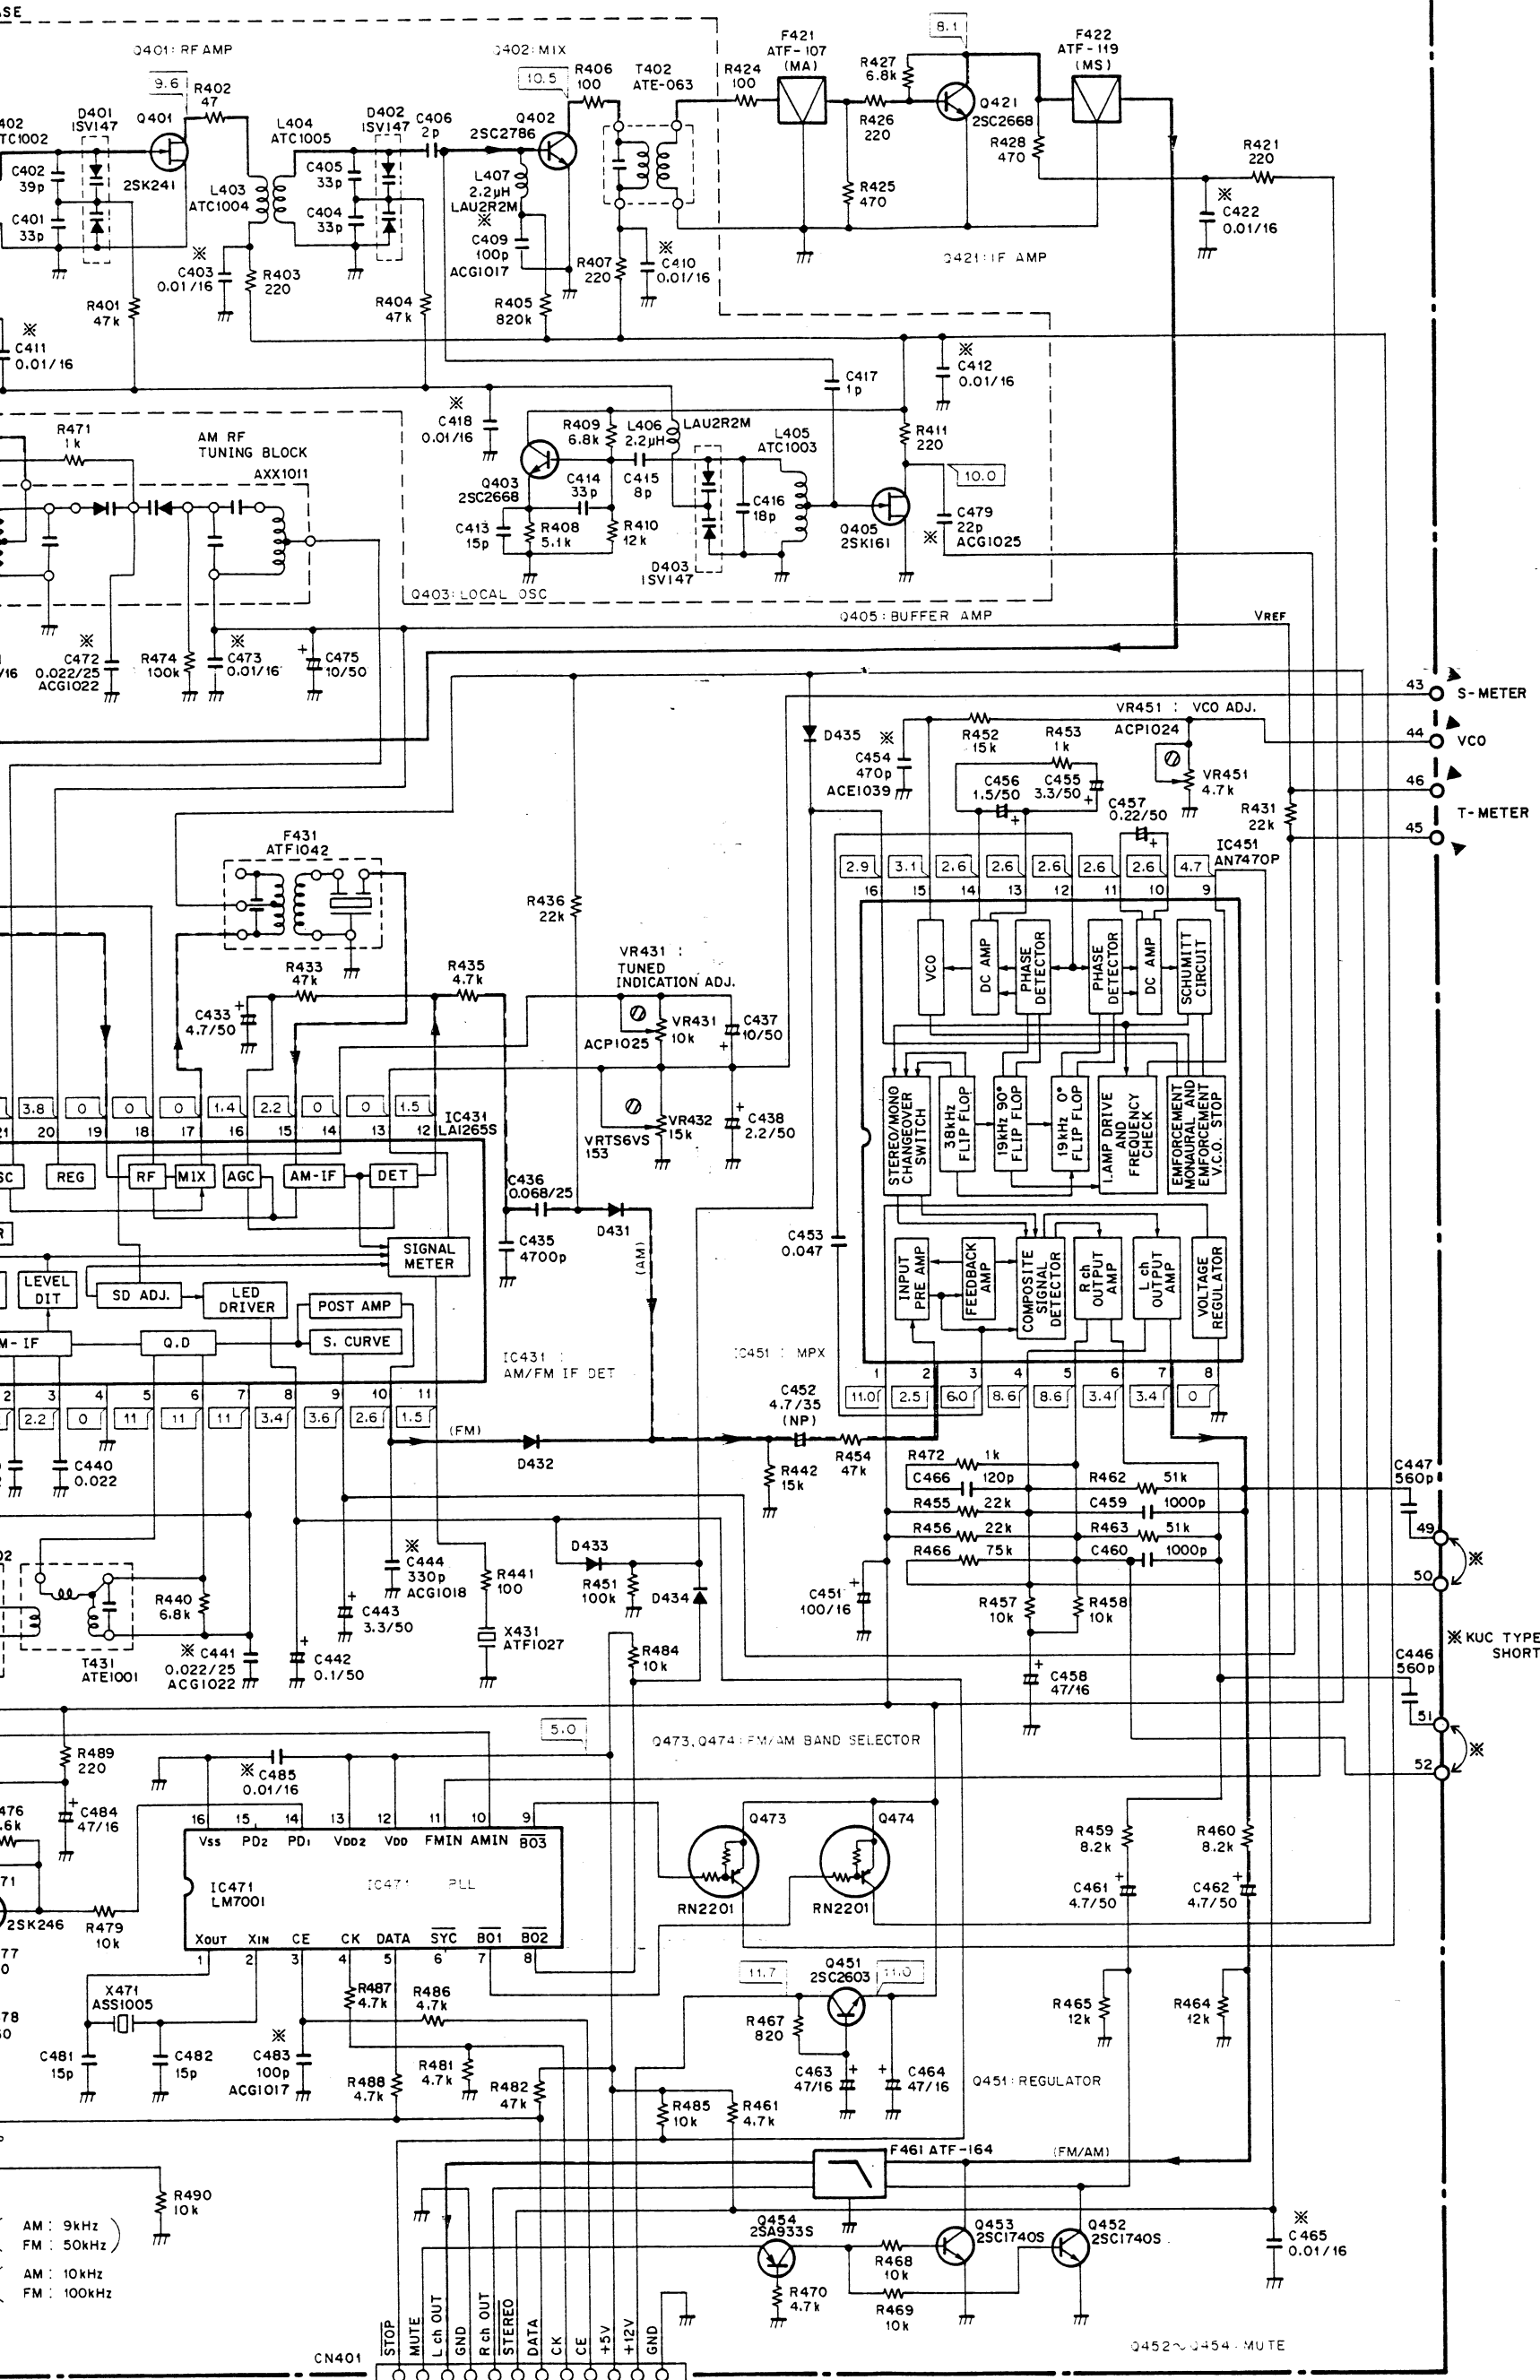 Q401: RF AMP
Q402: MIX
9.6
R402
47
D401
1SV147
Q401
2SK241
C402
39p
C401
33p
L404
ATC1005
L403
ATC1004
D402
1SV147
C405
33p
C404
33p
C406
2p
10.5
Q402
2SC2786
R406
100
T402
ATE-063
L407
2.2µH
LAU2R2M
※
C409
100p
ACG1017
R424
100
F421
ATF-107
(MA)
R427
6.8k
R426
220
R425
470
8.1
Q421
2SC2668
R428
470
F422
ATF-119
(MS)
R421
220
※
C422
0.01/16
Q421: IF AMP
※
C403
0.01/16
R403
220
R401
47k
R404
47k
R405
820k
R407
220
※
C410
0.01/16
※
C411
0.01/16
C417
1p
※
C412
0.01/16
※
C418
0.01/16
R409
6.8k
L406
2.2µH
LAU2R2M
L405
ATC1003
R411
220
10.0
Q403
2SC2668
C414
33p
C415
8p
C413
15p
R408
5.1k
R410
12k
D403
1SV147
C416
18p
Q405
2SK161
C479
22p
※
ACG1025
Q403: LOCAL OSC
Q405: BUFFER AMP
R471
1k
AM RF
TUNING BLOCK
AXX1011
※
C472
0.022/25
ACG1022
R474
100k
※
C473
0.01/16
C475
10/50
VREF
43
S-METER
44
VCO
46
T-METER
45
VR451 : VCO ADJ.
ACP1024
VR451
4.7k
R431
22k
D435
※
C454
470p
ACE1039
R452
15k
R453
1k
C456
1.5/50
C455
3.3/50
C457
0.22/50
IC451
AN7470P
2.9
3.1
2.6
2.6
2.6
2.6
2.6
4.7
16
15
14
13
12
11
10
9
VCO
DC AMP
PHASE
DETECTOR
PHASE
DETECTOR
DC AMP
SCHUMITT
CIRCUIT
STEREO/MONO
CHANGEOVER
SWITCH
38kHz
FLIP FLOP
19kHz 90°
FLIP FLOP
19kHz 0°
FLIP FLOP
LAMP DRIVE
AND
FREQUENCY
CHECK
EMFORCEMENT
MONAURAL AND
EMFORCEMENT
V.C.O. STOP
INPUT
PRE AMP
FEEDBACK
AMP
COMPOSITE
SIGNAL
DETECTOR
R ch
OUTPUT
AMP
L ch
OUTPUT
AMP
VOLTAGE
REGULATOR
1
2
3
4
5
6
7
8
11.0
2.5
6.0
8.6
8.6
3.4
3.4
0
IC451 : MPX
F431
ATF1042
R433
47k
C433
4.7/50
R435
4.7k
R436
22k
VR431 :
TUNED
INDICATION ADJ.
ACP1025
VR431
10k
C437
10/50
VRTS6VS
153
VR432
15k
C438
2.2/50
3.8
0
0
0
1.4
2.2
0
0
1.5
21
20
19
18
17
16
15
14
13
12
IC431
LA1265S
REG
RF
MIX
AGC
AM-IF
DET
SIGNAL
METER
LEVEL
DIT
SD ADJ.
LED
DRIVER
POST AMP
Q.D
S. CURVE
2
3
4
5
6
7
8
9
10
11
2.2
0
11
11
11
3.4
3.6
2.6
1.5
IC431 :
AM/FM IF DET
C436
0.068/25
C435
4700p
D431
(AM)
(FM)
D432
C453
0.047
C452
4.7/35
(NP)
R442
15k
R454
47k
C440
0.022
R472
1k
C466
120p
R455
22k
R456
22k
R466
75k
R462
51k
C459
1000p
R463
51k
C460
1000p
C451
100/16
R457
10k
R458
10k
C458
47/16
C447
560p
49
※
50
※ KUC TYPE
SHORT
C446
560p
51
※
52
T431
ATE1001
R440
6.8k
※ C441
0.022/25
ACG1022
C442
0.1/50
C443
3.3/50
※
C444
330p
ACG1018
R441
100
X431
ATF1027
D433
R451
100k
D434
R484
10k
5.0
Q473, Q474: FM/AM BAND SELECTOR
R489
220
C484
47/16
※ C485
0.01/16
16
15
14
13
12
11
10
9
VSS
PD2
PD1
VDD2
VDD
FMIN
AMIN
BO3
IC471
LM7001
IC471 PLL
XOUT
XIN
CE
CK
DATA
SYC
BO1
BO2
1
2
3
4
5
6
7
8
2SK246
R479
10k
Q473
RN2201
Q474
RN2201
R459
8.2k
R460
8.2k
C461
4.7/50
C462
4.7/50
X471
ASS1005
C481
15p
C482
15p
※
C483
100p
ACG1017
R487
4.7k
R486
4.7k
R488
4.7k
R481
4.7k
R482
47k
11.7
Q451
2SC2603
11.0
R467
820
C463
47/16
C464
47/16
Q451: REGULATOR
R465
12k
R464
12k
R485
10k
R461
4.7k
F461 ATF-164
(FM/AM)
R490
10k
AM : 9kHz
FM : 50kHz
AM : 10kHz
FM : 100kHz
Q454
2SA933S
R470
4.7k
R468
10k
R469
10k
Q453
2SC1740S
Q452
2SC1740S
※
C465
0.01/16
Q452~Q454: MUTE
CN401
STOP
MUTE
L ch OUT
GND
R ch OUT
STEREO
DATA
CK
CE
+5V
+12V
GND